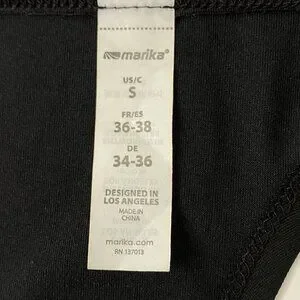 marika®
US/C
S
FR/ES
36-38
DE
34-36
DESIGNED IN
LOS ANGELES
MADE IN
CHINA
marika.com
RN 137013